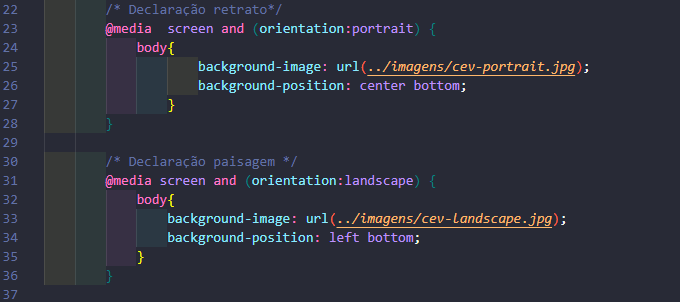 22 /* Declaração retrato*/
23 @media  screen and (orientation:portrait) {
24 body{
25 background-image: url(../imagens/cev-portrait.jpg);
26 background-position: center bottom;
27 }
28 }
29
30 /* Declaração paisagem */
31 @media screen and (orientation:landscape) {
32 body{
33 background-image: url(../imagens/cev-landscape.jpg);
34 background-position: left bottom;
35 }
36 }
37